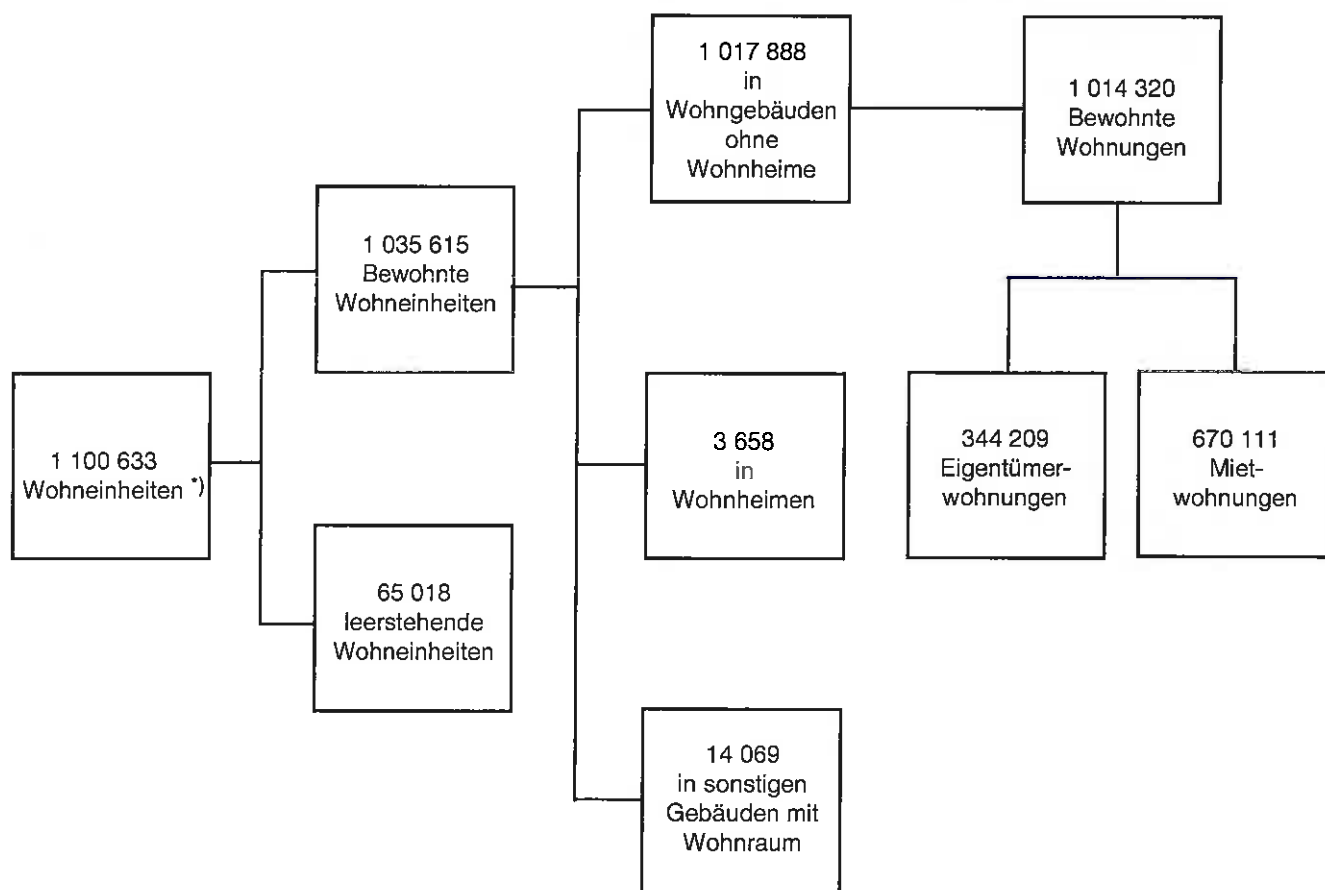 1 017 888
in
Wohngebäuden
ohne
Wohnheime
1 014 320
Bewohnte
Wohnungen
1 035 615
Bewohnte
Wohneinheiten
1 100 633
Wohneinheiten *)
3 658
in
Wohnheimen
344 209
Eigentümer-
wohnungen
670 111
Miet-
wohnungen
65 018
leerstehende
Wohneinheiten
14 069
in sonstigen
Gebäuden mit
Wohnraum